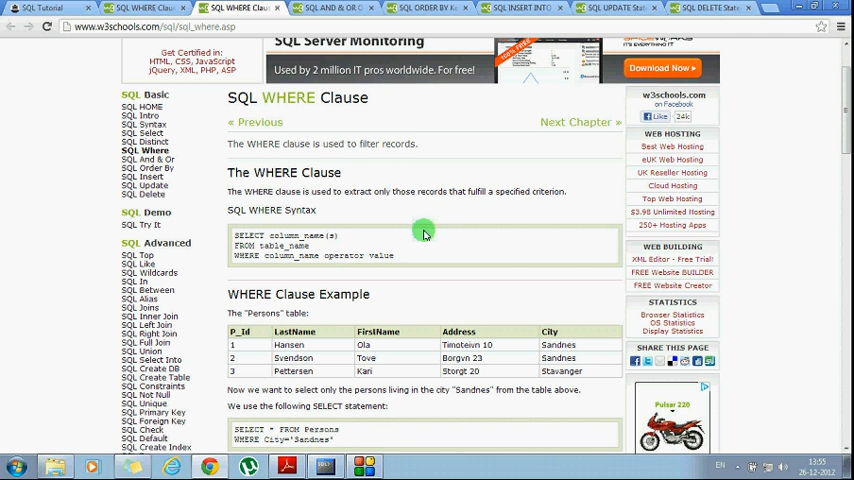 SQL Tutorial
SQL WHERE Clau
SQL WHERE Clau
SQL AND & OR O
SQL ORDER BY Ke
SQL INSERT INTO
SQL UPDATE Stat
SQL DELETE State
www.w3schools.com/sql/sql_where.asp
Get Certified in:
HTML, CSS, JavaScript
jQuery, XML, PHP, ASP
SQL Server Monitoring
Used by 2 million IT pros worldwide. For free!
100% FREE!
IT'S EVERYTHING IT
Download Now
SQL Basic
SQL HOME
SQL Intro
SQL Syntax
SQL Select
SQL Distinct
SQL Where
SQL And & Or
SQL Order By
SQL Insert
SQL Update
SQL Delete
SQL Demo
SQL Try It
SQL Advanced
SQL Top
SQL Like
SQL Wildcards
SQL In
SQL Between
SQL Alias
SQL Joins
SQL Inner Join
SQL Left Join
SQL Right Join
SQL Full Join
SQL Union
SQL Select Into
SQL Create DB
SQL Create Table
SQL Constraints
SQL Not Null
SQL Unique
SQL Primary Key
SQL Foreign Key
SQL Check
SQL Default
SQL Create Index
SQL WHERE Clause
« Previous
Next Chapter »
The WHERE clause is used to filter records.
The WHERE Clause
The WHERE clause is used to extract only those records that fulfill a specified criterion.
SQL WHERE Syntax
SELECT column_name(s)
FROM table_name
WHERE column_name operator value
WHERE Clause Example
The "Persons" table:
P_Id LastName FirstName Address City
1 Hansen Ola Timoteivn 10 Sandnes
2 Svendson Tove Borgvn 23 Sandnes
3 Pettersen Kari Storgt 20 Stavanger
Now we want to select only the persons living in the city "Sandnes" from the table above.
We use the following SELECT statement:
SELECT * FROM Persons
WHERE City='Sandnes'
w3schools.com
on Facebook
Like 24k
WEB HOSTING
Best Web Hosting
eUK Web Hosting
UK Reseller Hosting
Cloud Hosting
Top Web Hosting
$3.98 Unlimited Hosting
250+ Hosting Apps
WEB BUILDING
XML Editor - Free Trial!
FREE Website BUILDER
FREE Website Creator
STATISTICS
Browser Statistics
OS Statistics
Display Statistics
SHARE THIS PAGE
Pulsar 220
EN
13:55
26-12-2012